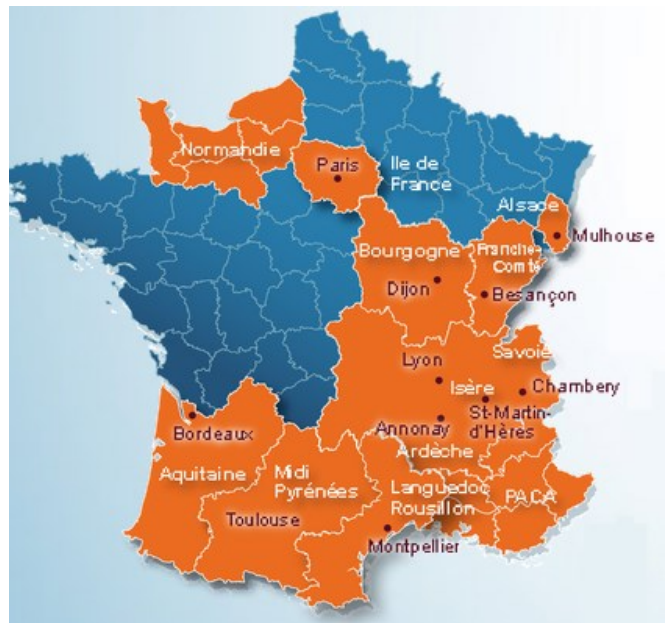 Normandie
Paris
Ile de
France
Alsace
Mulhouse
Bourgogne
Franche-
Comté
Dijon
Besançon
Savoie
Lyon
Isère
Chambery
Annonay
St-Martin-
d'Hères
Bordeaux
Ardèche
Aquitaine
Midi
Pyrénées
Languedoc
Rousillon
PACA
Toulouse
Montpellier